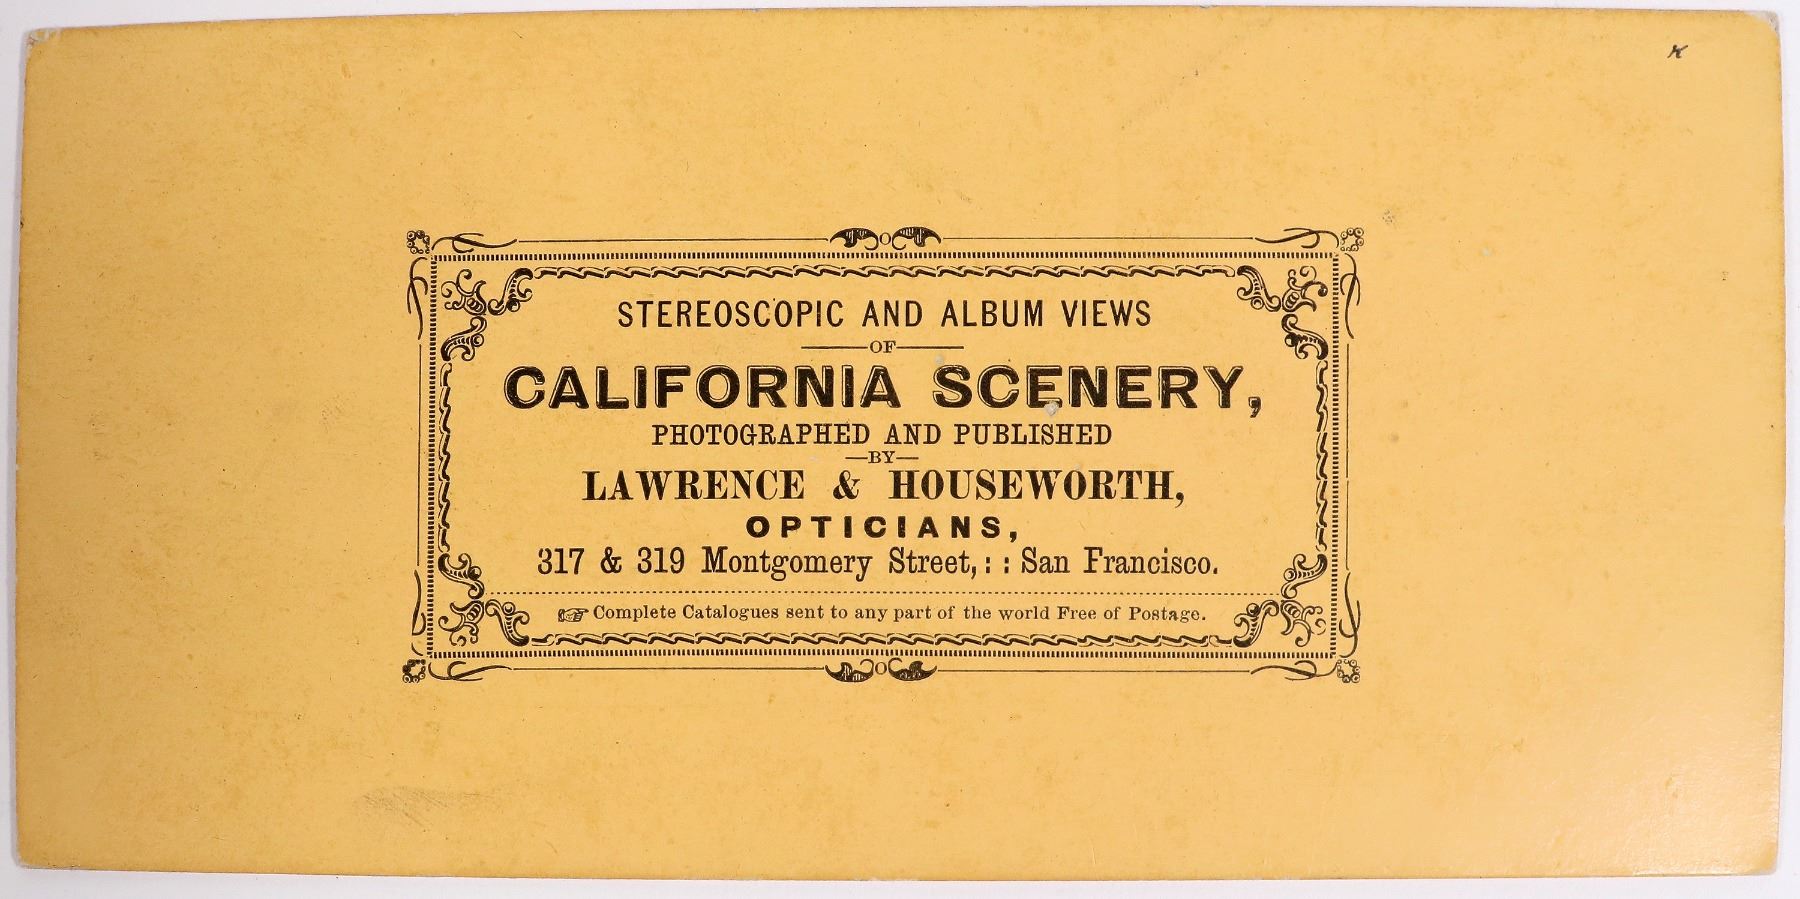 STEREOSCOPIC AND ALBUM VIEWS
OF
CALIFORNIA SCENERY,
PHOTOGRAPHED AND PUBLISHED
—BY—
LAWRENCE & HOUSEWORTH,
OPTICIANS,
317 & 319 Montgomery Street, : : San Francisco.
☞ Complete Catalogues sent to any part of the world Free of Postage.